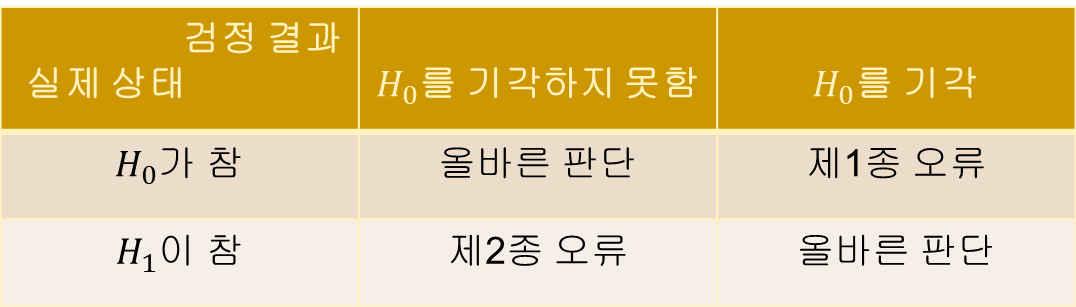 검정 결과
실제 상태
H₀를 기각하지 못함
H₀를 기각
H₀가 참
올바른 판단
제1종 오류
H₁이 참
제2종 오류
올바른 판단